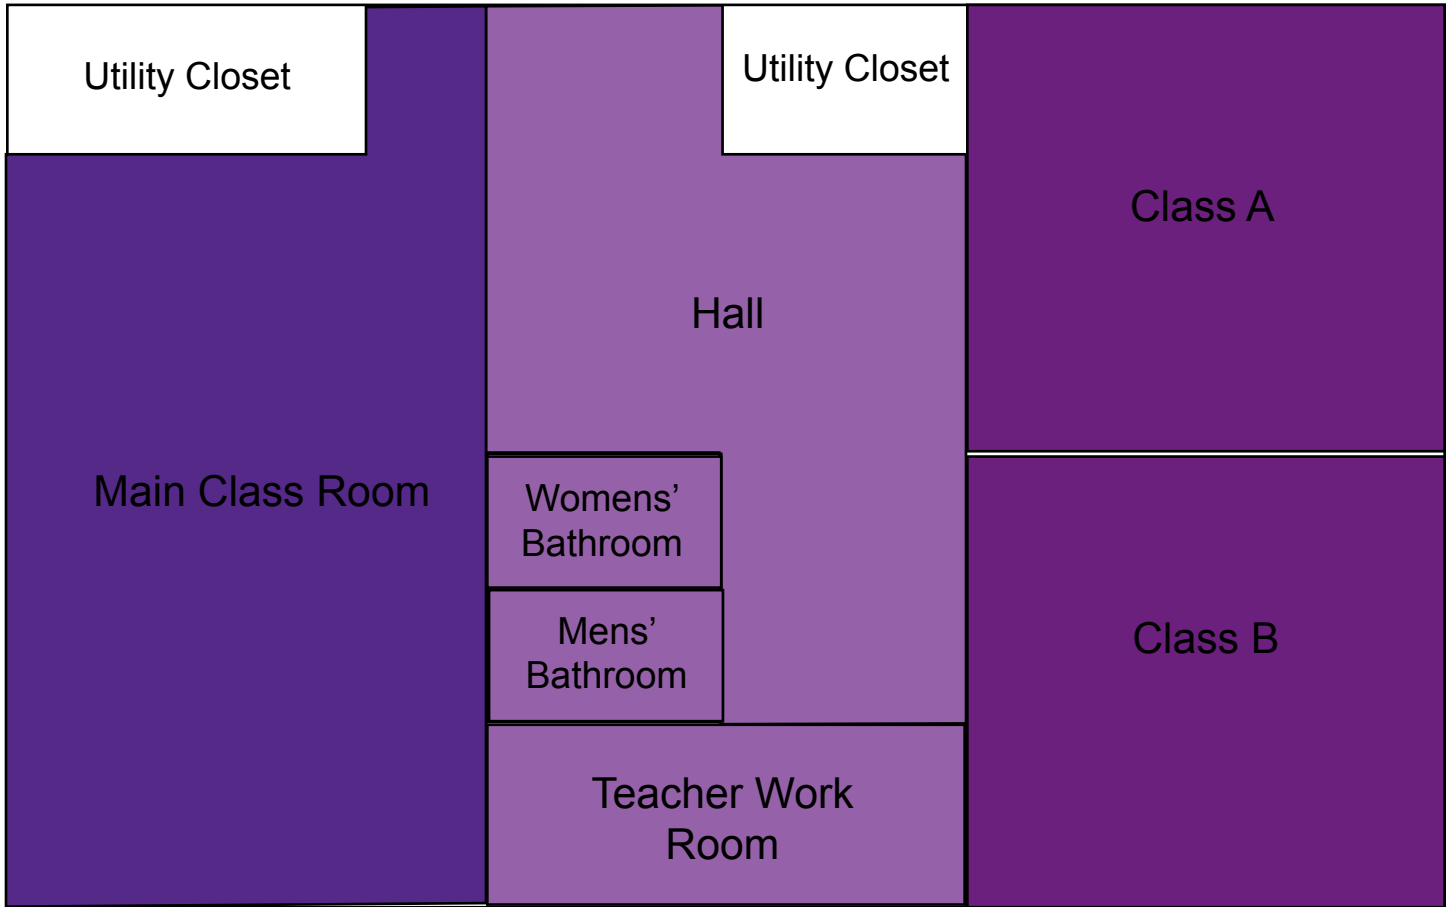 Utility Closet
Utility Closet
Class A
Hall
Main Class Room
Womens’
Bathroom
Mens’
Bathroom
Class B
Teacher Work
Room